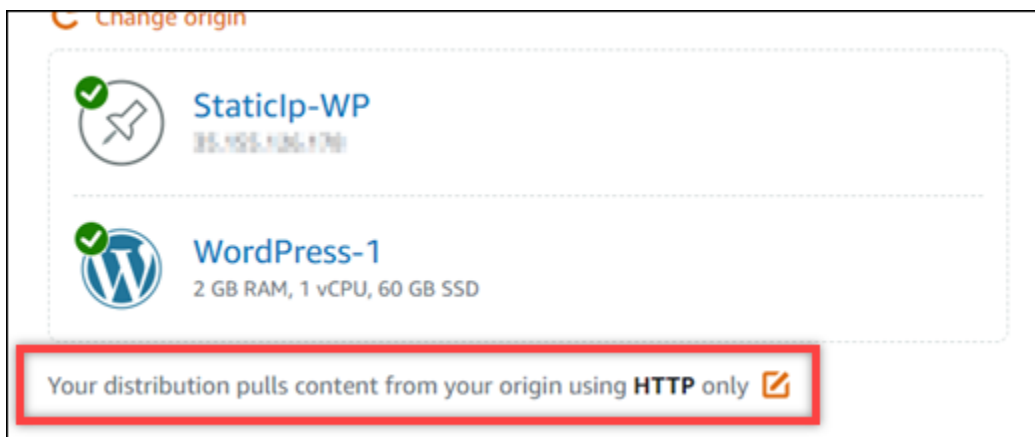 Change origin
StaticIp-WP
WordPress-1
2 GB RAM, 1 vCPU, 60 GB SSD
Your distribution pulls content from your origin using HTTP only